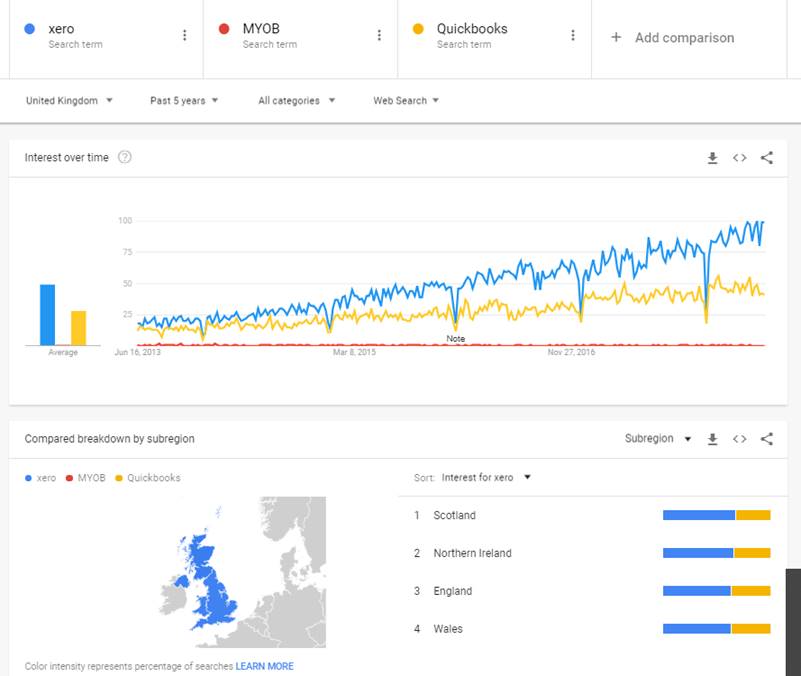 xero
Search term
MYOB
Search term
Quickbooks
Search term
+ Add comparison
United Kingdom
Past 5 years
All categories
Web Search
Interest over time
?
100
75
50
25
Note
Average
Jun 16, 2013
Mar 8, 2015
Nov 27, 2016
Compared breakdown by subregion
Subregion
xero
MYOB
Quickbooks
Sort: Interest for xero
1 Scotland
2 Northern Ireland
3 England
4 Wales
Color intensity represents percentage of searches LEARN MORE